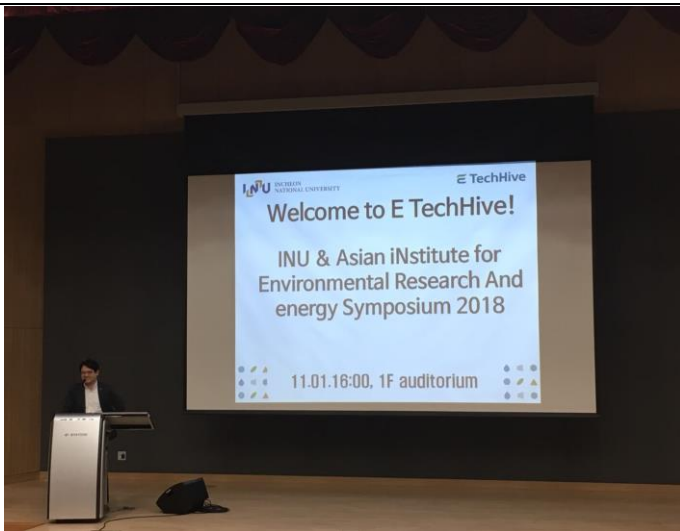 INU INCHEON
NATIONAL UNIVERSITY
E TechHive
Welcome to E TechHive!
INU & Asian iNstitute for
Environmental Research And
energy Symposium 2018
11.01.16:00, 1F auditorium